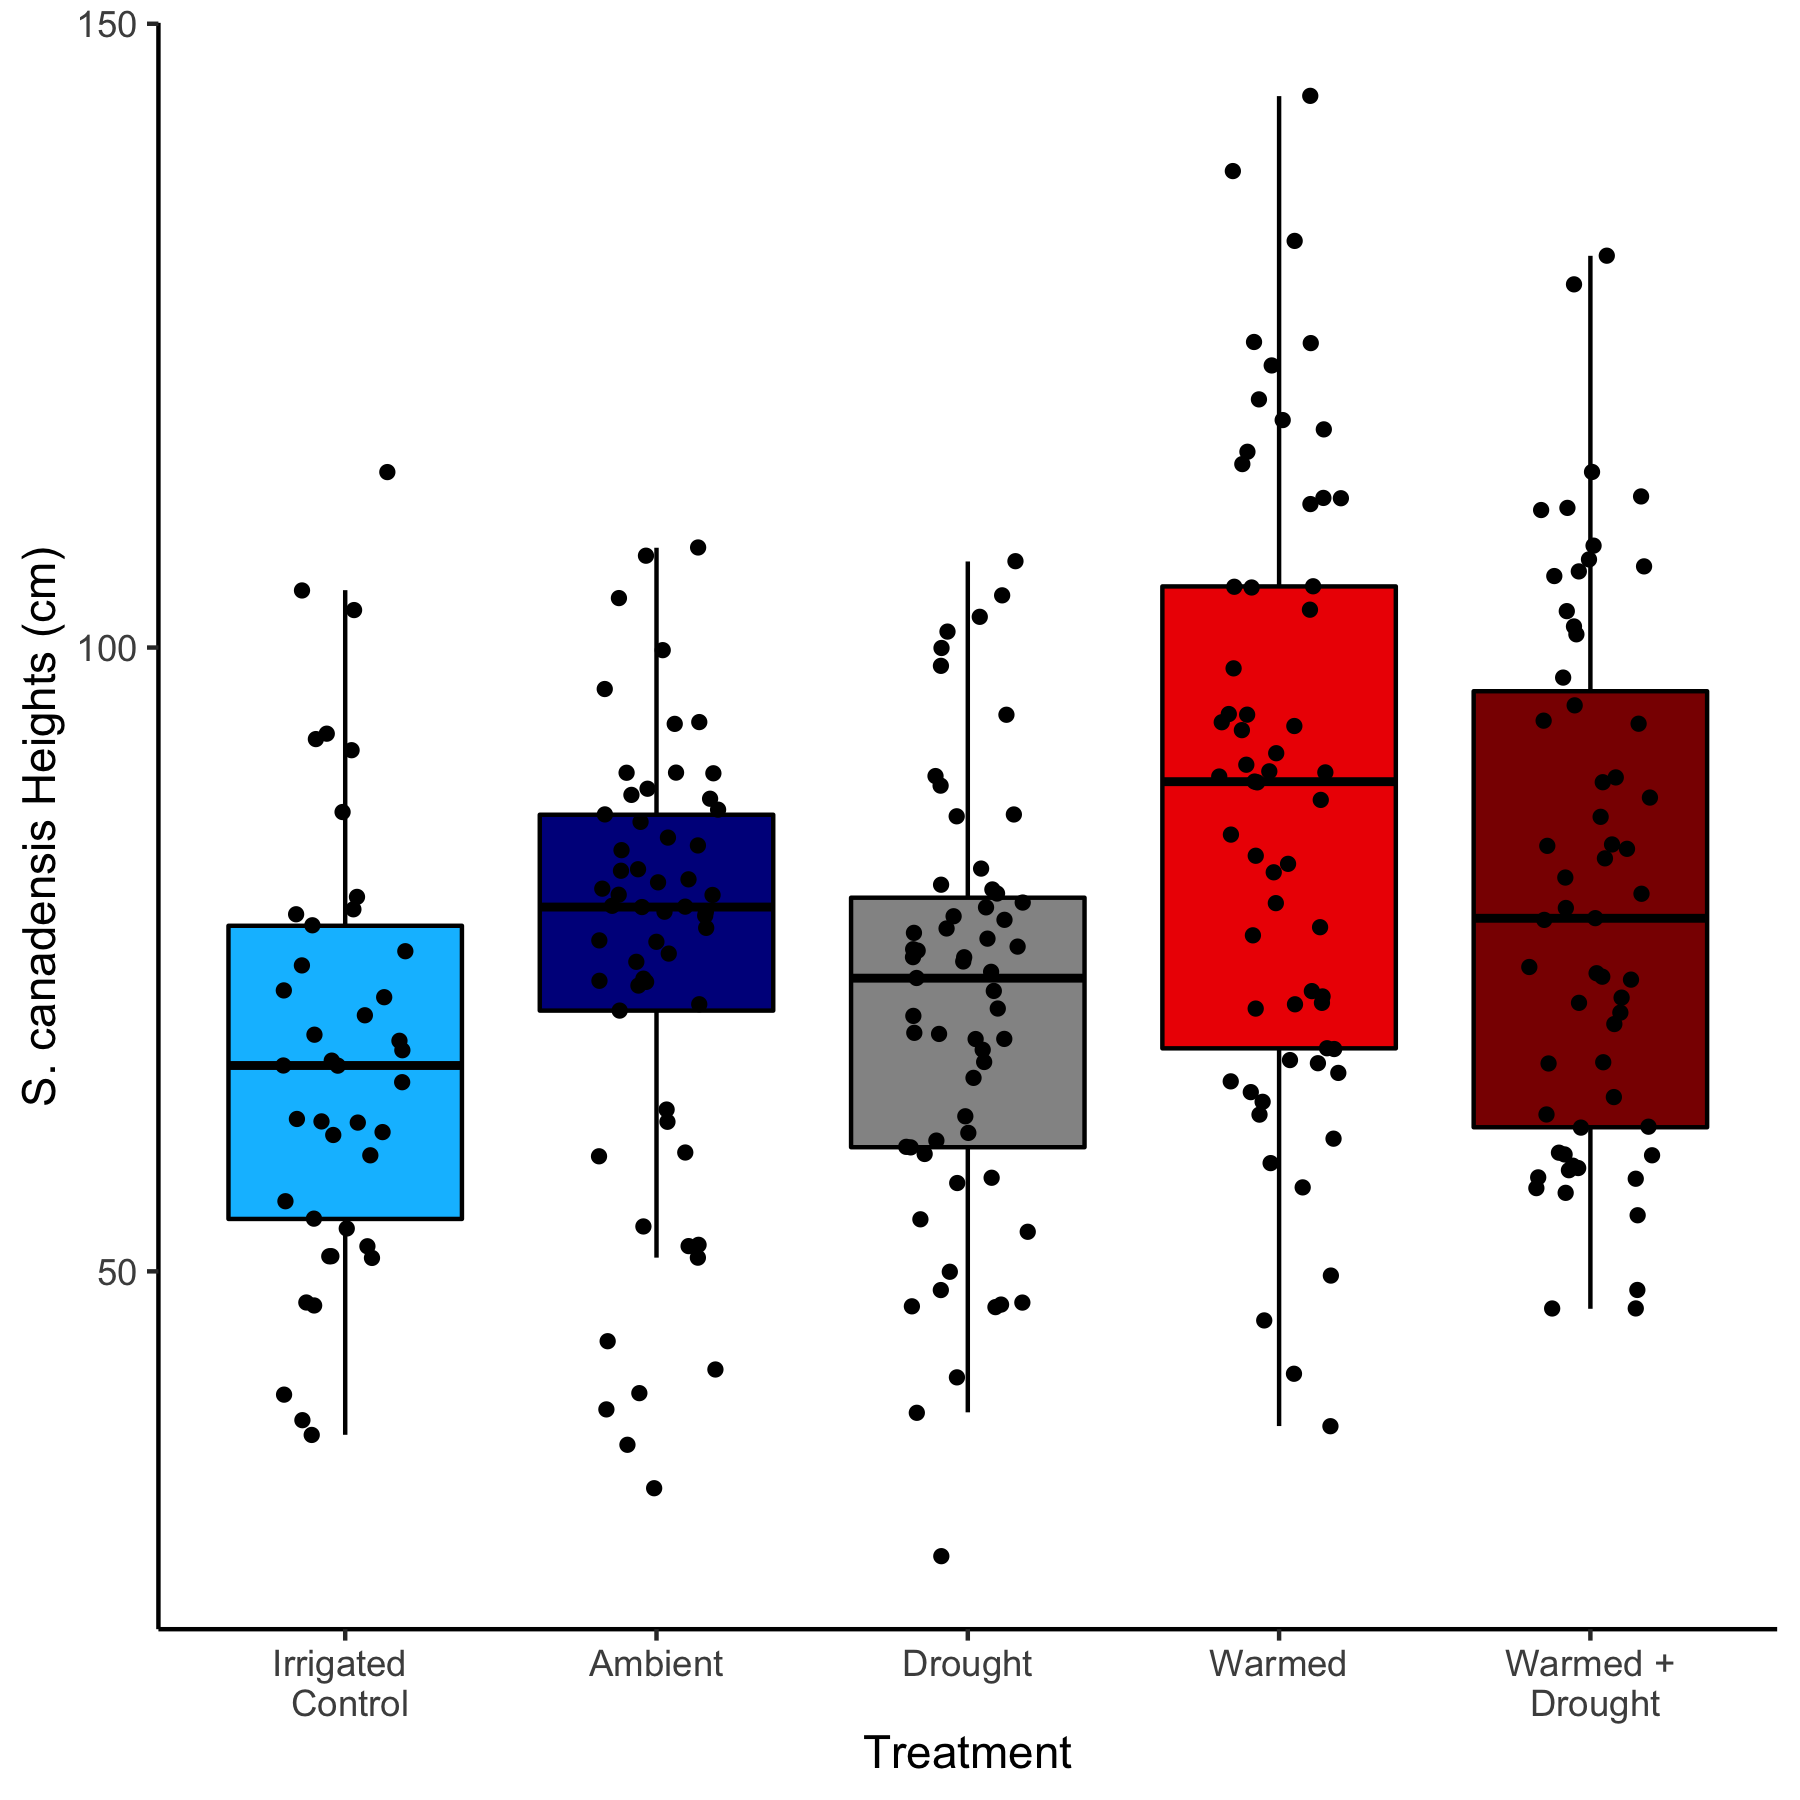 150
100
50
S. canadensis Heights (cm)
Irrigated
Control
Ambient
Drought
Warmed
Warmed +
Drought
Treatment